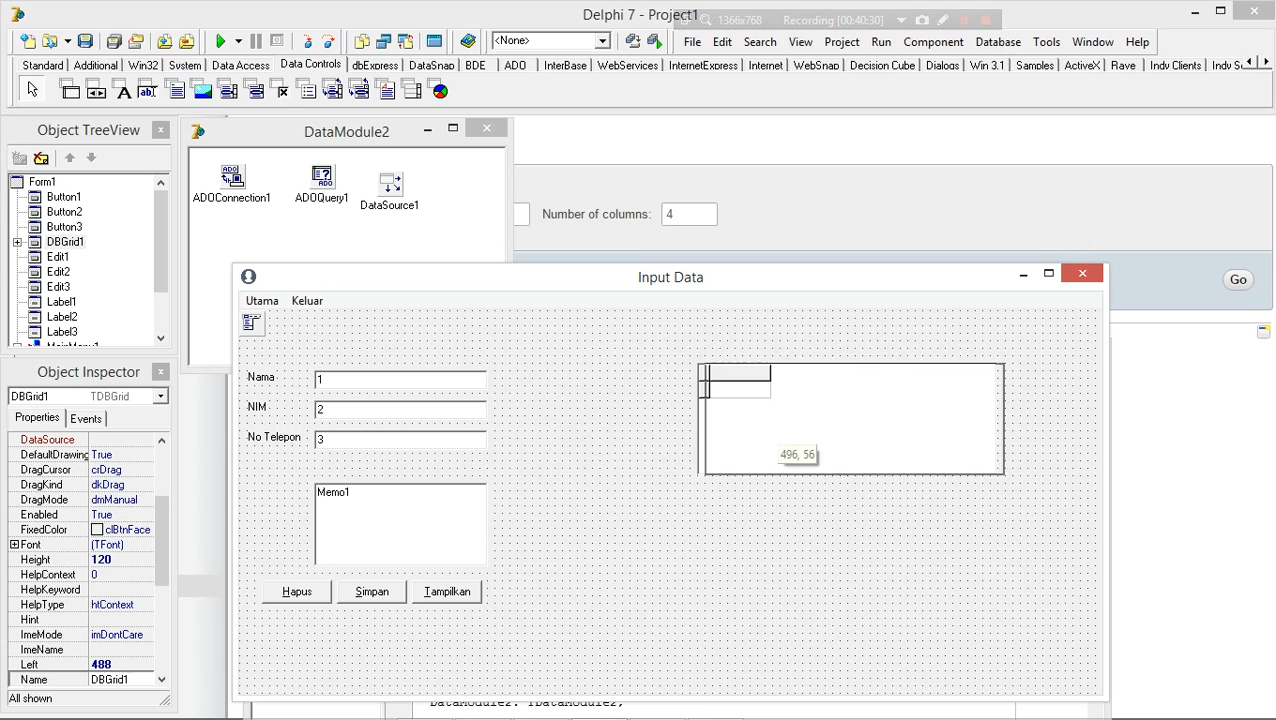 Delphi 7 - Project1
1366x768 Recording [00:40:30]
<None>
File Edit Search View Project Run Component Database Tools Window Help
Standard Additional Win32 System Data Access Data Controls dbExpress DataSnap BDE ADO InterBase WebServices InternetExpress Internet WebSnap Decision Cube Dialogs Win 3.1 Samples ActiveX Rave Indy Clients
Object TreeView
Form1
Button1
Button2
Button3
DBGrid1
Edit1
Edit2
Edit3
Label1
Label2
Label3
MainMenu1
DataModule2
ADO
ADO
ADOConnection1
ADOQuery1
DataSource1
Number of columns: 4
Go
Object Inspector
DBGrid1 TDBGrid
Properties Events
DataSource
DefaultDrawing True
DragCursor crDrag
DragKind dkDrag
DragMode dmManual
Enabled True
FixedColor clBtnFace
Font (TFont)
Height 120
HelpContext 0
HelpKeyword
HelpType htContext
Hint
ImeMode imDontCare
ImeName
Left 488
Name DBGrid1
All shown
Input Data
Utama Keluar
Nama 1
NIM 2
No Telepon 3
Memo1
496, 56
Hapus Simpan Tampilkan
DataModule2: TDataModule2;